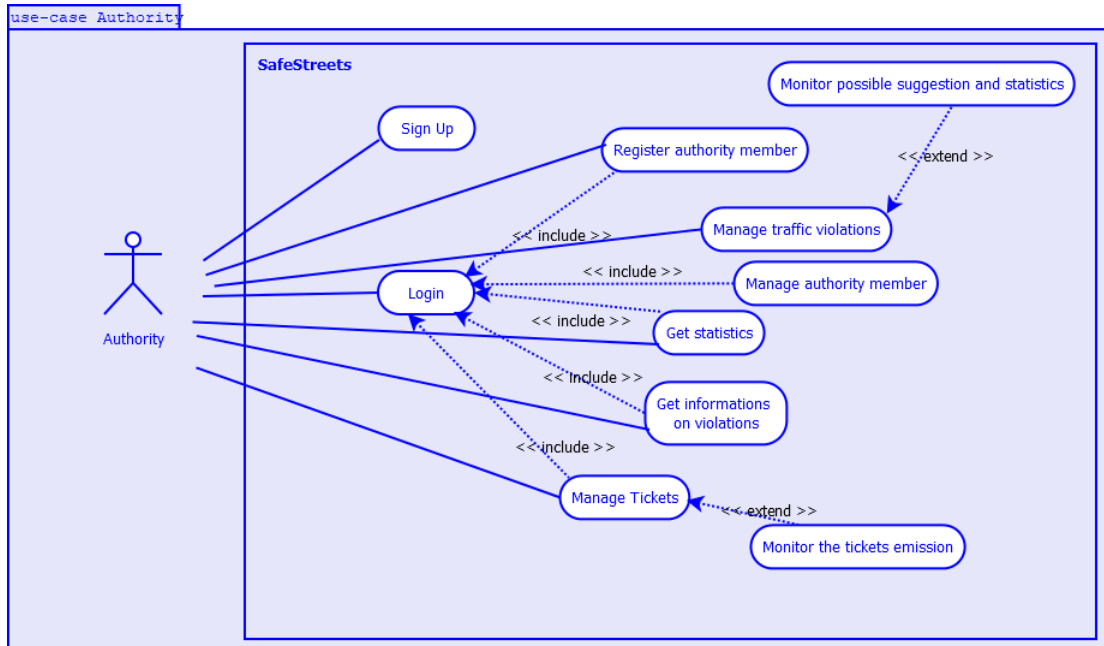 use-case Authority
SafeStreets
Monitor possible suggestion and statistics
Sign Up
Register authority member
<< extend >>
Manage traffic violations
<< include >>
<< include >>
Manage authority member
Login
<< include >>
Get statistics
Authority
<< include >>
Get informations
on violations
<< include >>
Manage Tickets
<< extend >>
Monitor the tickets emission